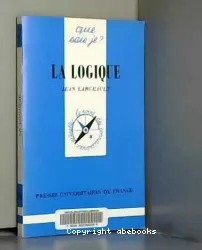 que
sais-je?
LA LOGIQUE
JEAN LARGEAULT
PRESSES UNIVERSITAIRES DE FRANCE
Copyright abebooks